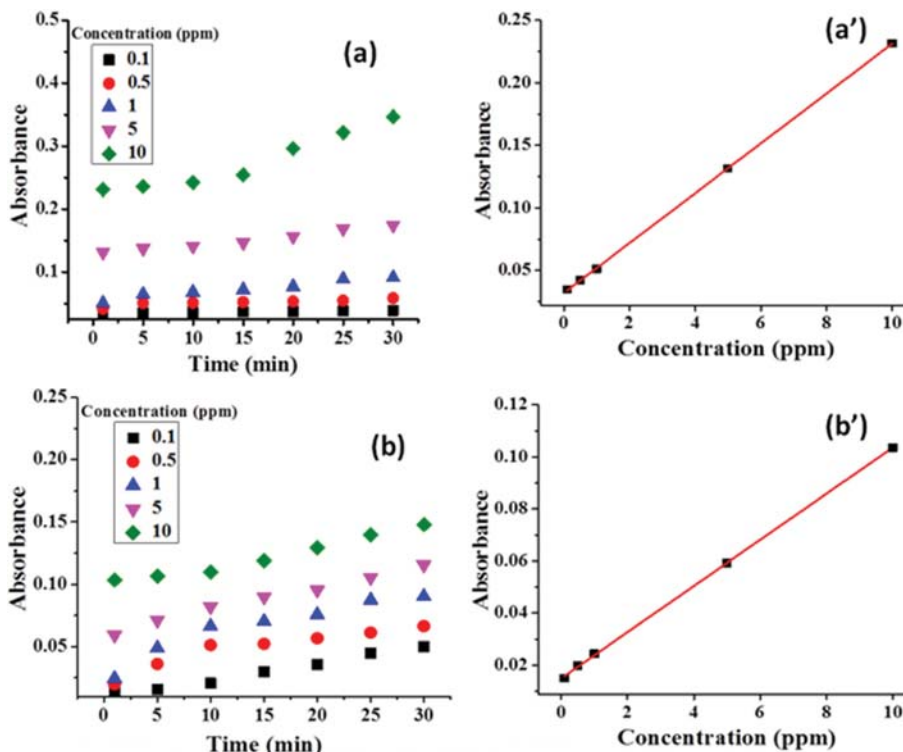 0.5
0.4
0.3
0.2
0.1
Absorbance
Concentration (ppm)
0.1
0.5
1
5
10
(a)
0 5 10 15 20 25 30
Time (min)
0.25
0.20
0.15
0.10
0.05
Absorbance
(a’)
0 2 4 6 8 10
Concentration (ppm)
0.25
0.20
0.15
0.10
0.05
Absorbance
Concentration (ppm)
0.1
0.5
1
5
10
(b)
0 5 10 15 20 25 30
Time (min)
0.12
0.10
0.08
0.06
0.04
0.02
Absorbance
(b’)
0 2 4 6 8 10
Concentration (ppm)